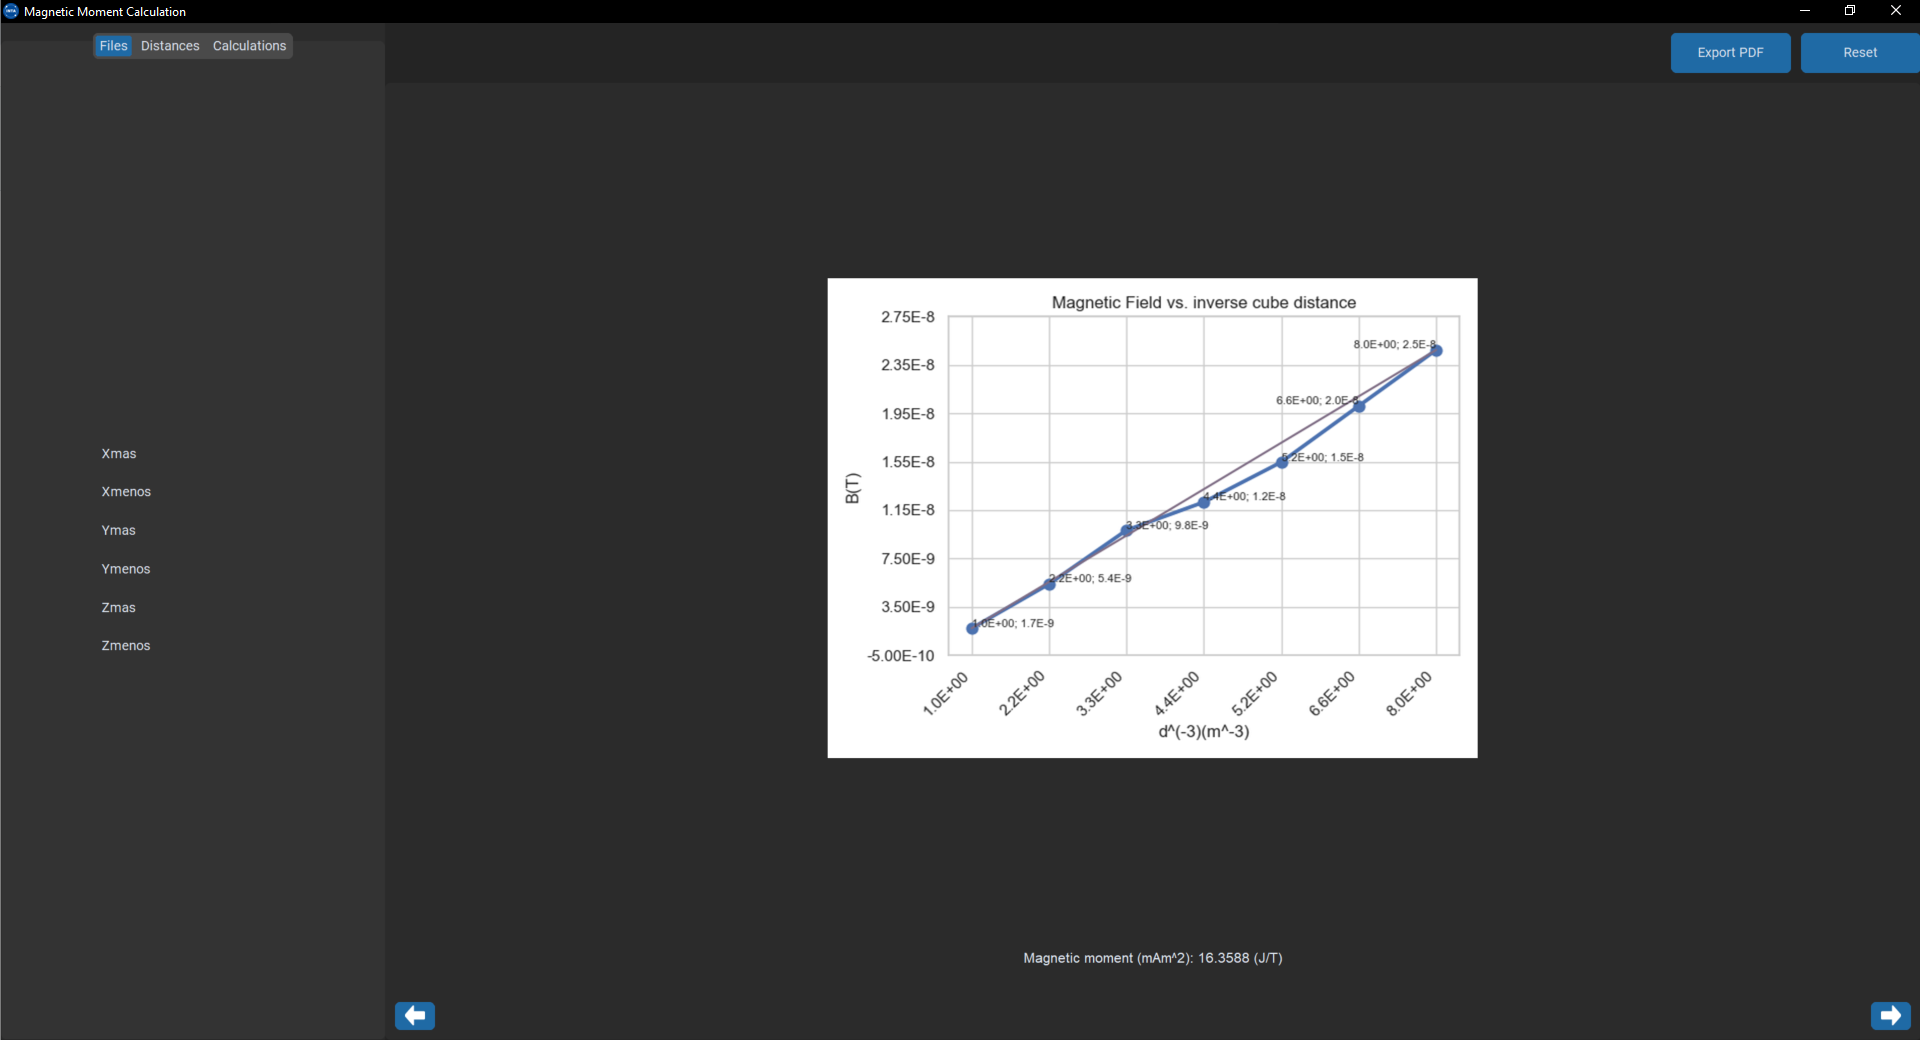 Magnetic Moment Calculation
Files Distances Calculations
Export PDF Reset
Xmas
Xmenos
Ymas
Ymenos
Zmas
Zmenos
Magnetic Field vs. inverse cube distance
2.75E-8
2.35E-8
1.95E-8
1.55E-8
1.15E-8
7.50E-9
3.50E-9
-5.00E-10
B(T)
8.0E+00; 2.5E-8
6.6E+00; 2.0E-8
5.2E+00; 1.5E-8
4.4E+00; 1.2E-8
3.3E+00; 9.8E-9
2.2E+00; 5.4E-9
1.0E+00; 1.7E-9
1.0E+00 2.2E+00 3.3E+00 4.4E+00 5.2E+00 6.6E+00 8.0E+00
d^(-3)(m^-3)
Magnetic moment (mAm^2): 16.3588 (J/T)